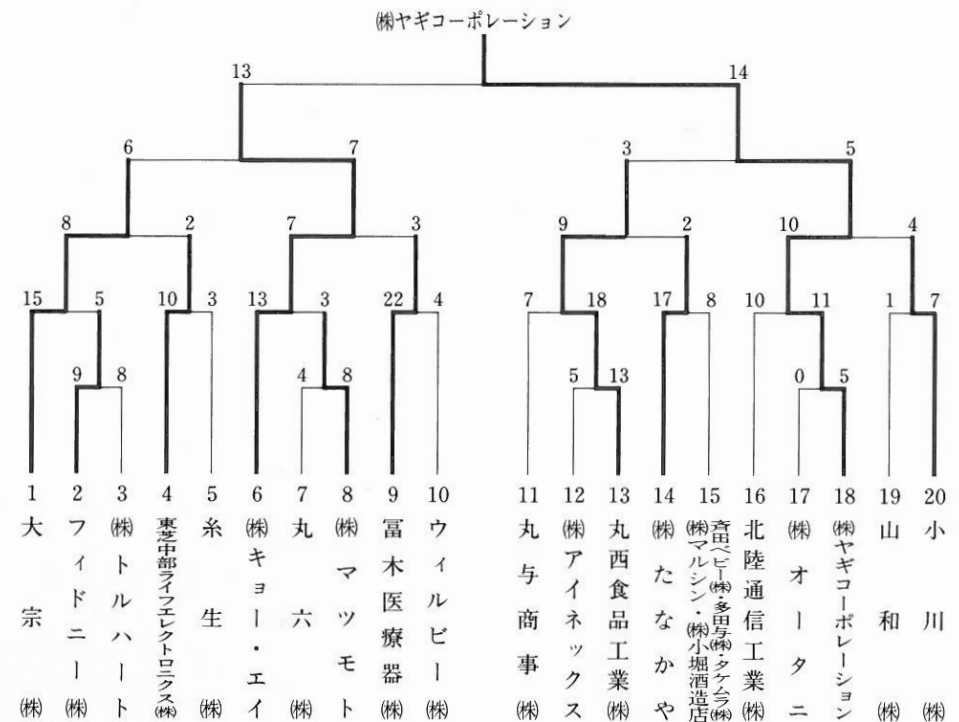 ㈱ヤギコーポレーション
13 14
6 7 3 5
8 2 7 3 9 2 10 4
15 5 10 3 13 3 22 4 7 18 17 8 10 11 1 7
9 8 4 8 5 13 0 5
1 2 3 4 5 6 7 8 9 10 11 12 13 14 15 16 17 18 19 20
大宗㈱
フィドニー㈱
㈱トルハート
東芝中部ライフエレクトロニクス㈱
糸生㈱
㈱キョー・エイ
丸六㈱
㈱マツモト
冨木医療器㈱
ウィルビー㈱
丸与商事㈱
㈱アイネックス
丸西食品工業㈱
㈱たなかや
斉田ベビー㈱・多田与㈱・タケムラ㈱
㈱マルシン・㈱小堀酒造店
北陸通信工業㈱
㈱オータニ
㈱ヤギコーポレーション
山和㈱
小川㈱